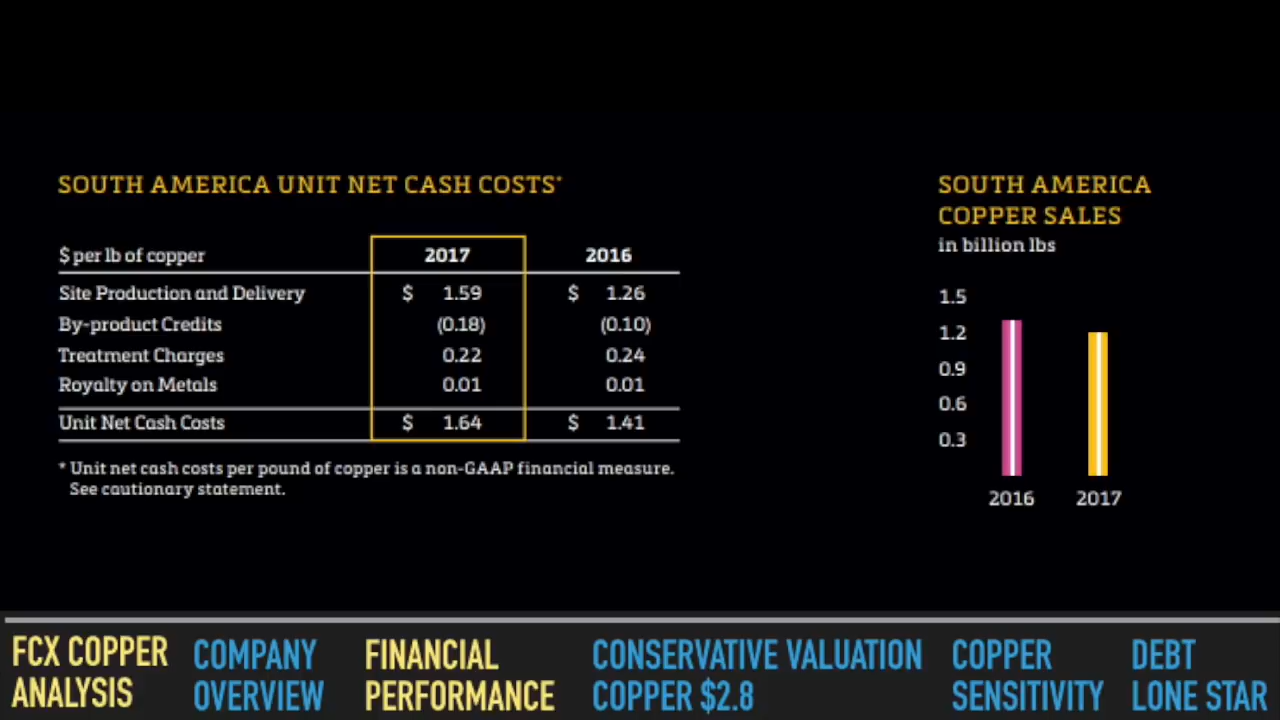 SOUTH AMERICA UNIT NET CASH COSTS*
$ per lb of copper 2017 2016
Site Production and Delivery $ 1.59 $ 1.26
By-product Credits (0.18) (0.10)
Treatment Charges 0.22 0.24
Royalty on Metals 0.01 0.01
Unit Net Cash Costs $ 1.64 $ 1.41
* Unit net cash costs per pound of copper is a non-GAAP financial measure.
See cautionary statement.
SOUTH AMERICA
COPPER SALES
in billion lbs
1.5
1.2
0.9
0.6
0.3
2016 2017
FCX COPPER
ANALYSIS
COMPANY
OVERVIEW
FINANCIAL
PERFORMANCE
CONSERVATIVE VALUATION
COPPER $2.8
COPPER
SENSITIVITY
DEBT
LONE STAR